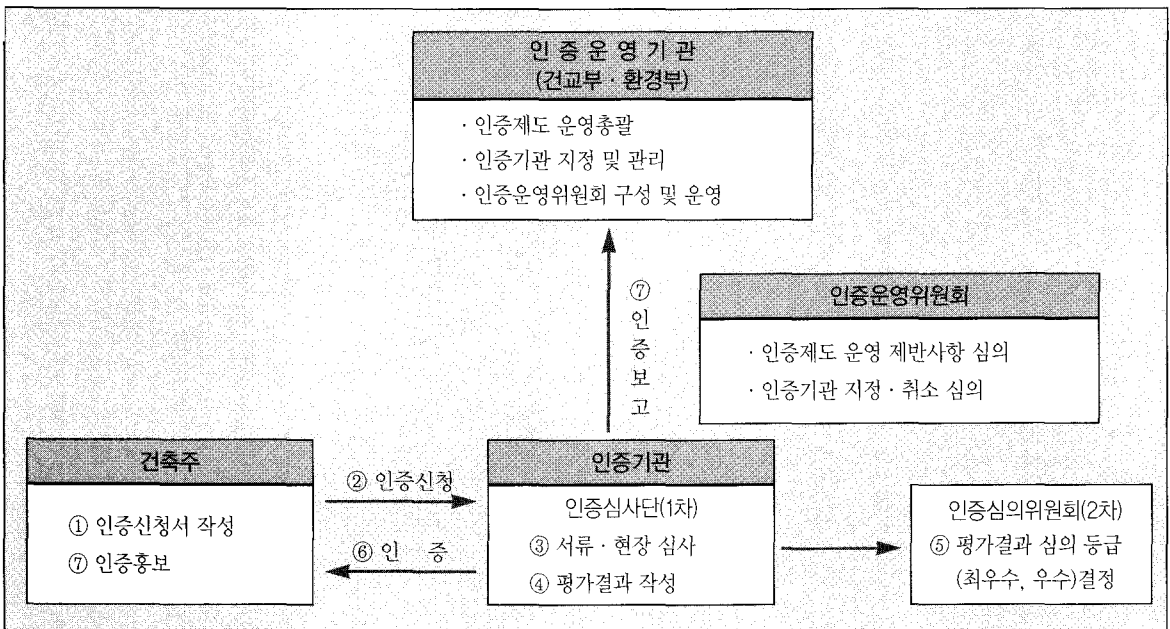 인증운영기관
(건교부 · 환경부)
· 인증제도 운영총괄
· 인증기관 지정 및 관리
· 인증운영위원회 구성 및 운영
⑦ 인증보고
인증운영위원회
· 인증제도 운영 제반사항 심의
· 인증기관 지정 · 취소 심의
건축주
① 인증신청서 작성
⑦ 인증홍보
② 인증신청
⑥ 인 증
인증기관
인증심사단(1차)
③ 서류 · 현장 심사
④ 평가결과 작성
인증심의위원회(2차)
⑤ 평가결과 심의 등급
(최우수, 우수)결정